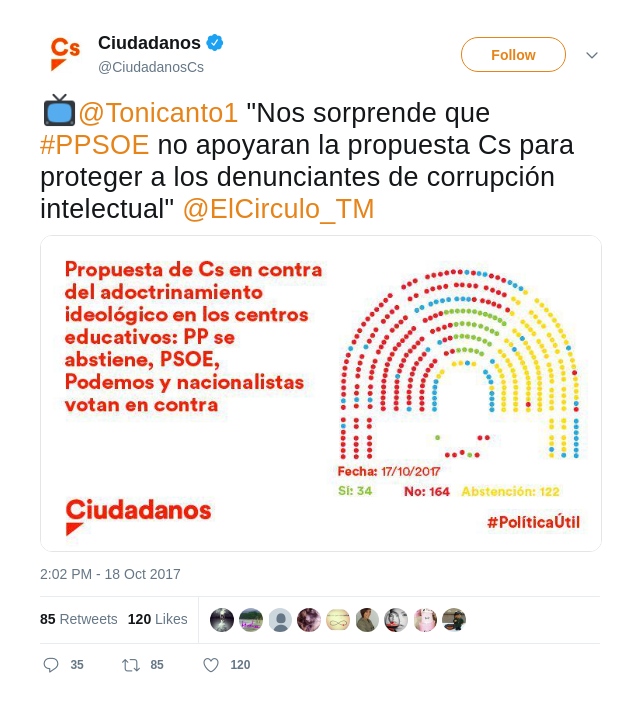 Cs
Ciudadanos
@CiudadanosCs
Follow
@Tonicanto1 "Nos sorprende que
#PPSOE no apoyaran la propuesta Cs para
proteger a los denunciantes de corrupción
intelectual" @ElCirculo_TM
Propuesta de Cs en contra
del adoctrinamiento
ideológico en los centros
educativos: PP se
abstiene, PSOE,
Podemos y nacionalistas
votan en contra
Fecha: 17/10/2017
Sí: 34 No: 164 Abstención: 122
Ciudadanos
#PolíticaÚtil
2:02 PM - 18 Oct 2017
85 Retweets 120 Likes
35 85 120